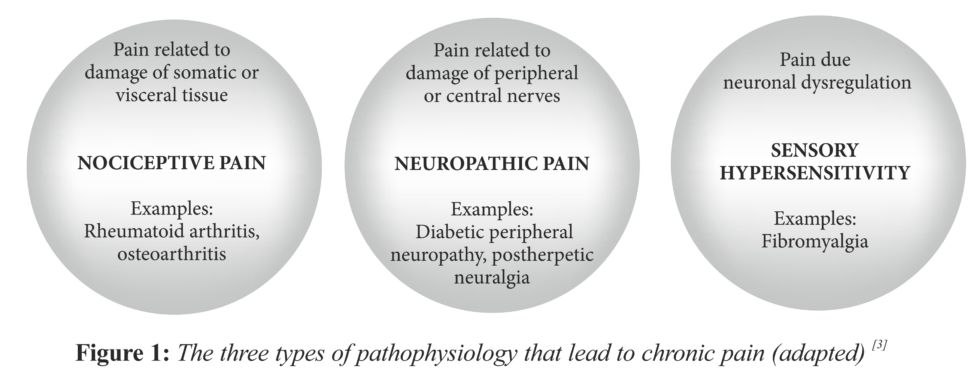 Pain related to
damage of somatic or
visceral tissue
NOCICEPTIVE PAIN
Examples:
Rheumatoid arthritis,
osteoarthritis
Pain related to
damage of peripheral
or central nerves
NEUROPATHIC PAIN
Examples:
Diabetic peripheral
neuropathy, postherpetic
neuralgia
Pain due
neuronal dysregulation
SENSORY
HYPERSENSITIVITY
Examples:
Fibromyalgia
Figure 1: The three types of pathophysiology that lead to chronic pain (adapted) [3]